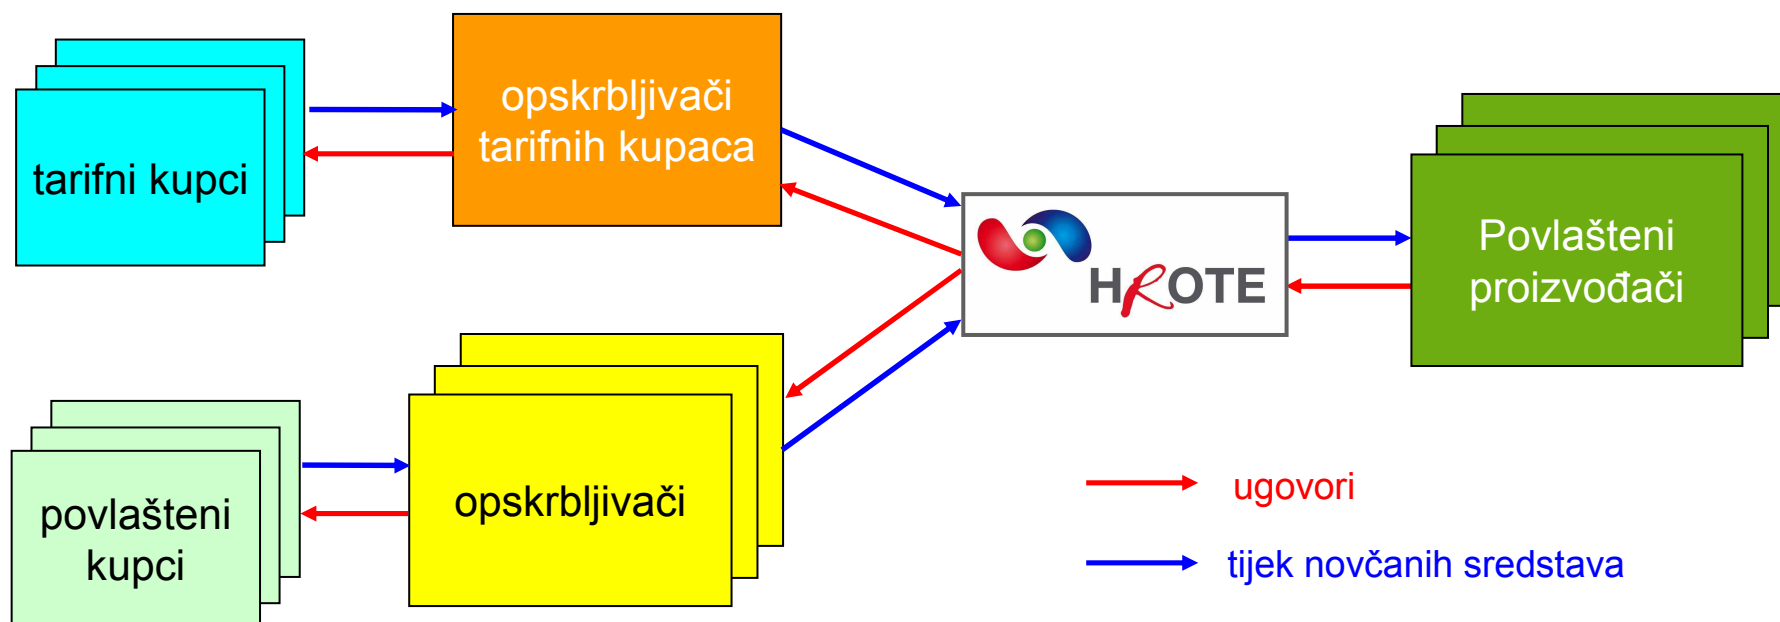 opskrbljivači
tarifnih kupaca
tarifni kupci
HROTE
Povlašteni
proizvođači
opskrbljivači
povlašteni
kupci
ugovori
tijek novčanih sredstava